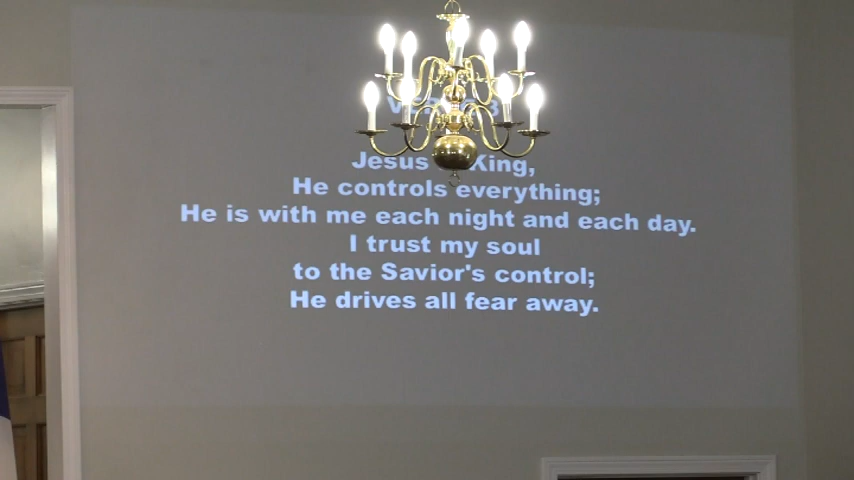 Jesus King,
He controls everything;
He is with me each night and each day.
I trust my soul
to the Savior's control;
He drives all fear away.